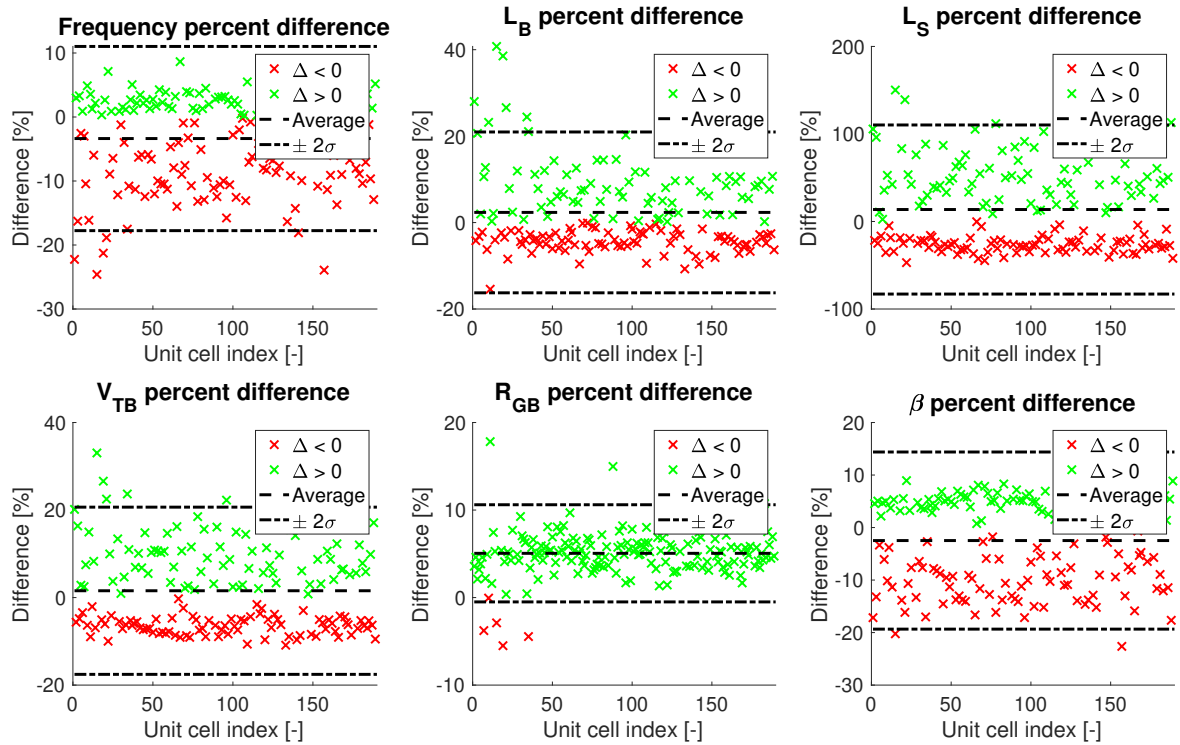 Frequency percent difference
Difference [%]
10
0
-10
-20
-30
0
50
100
150
Unit cell index [-]
Δ < 0
Δ > 0
Average
± 2σ
L_B percent difference
Difference [%]
40
20
0
-20
0
50
100
150
Unit cell index [-]
Δ < 0
Δ > 0
Average
± 2σ
L_S percent difference
Difference [%]
200
100
0
-100
0
50
100
150
Unit cell index [-]
Δ < 0
Δ > 0
Average
± 2σ
V_TB percent difference
Difference [%]
40
20
0
-20
0
50
100
150
Unit cell index [-]
Δ < 0
Δ > 0
Average
± 2σ
R_GB percent difference
Difference [%]
20
10
0
-10
0
50
100
150
Unit cell index [-]
Δ < 0
Δ > 0
Average
± 2σ
β percent difference
Difference [%]
20
10
0
-10
-20
-30
0
50
100
150
Unit cell index [-]
Δ < 0
Δ > 0
Average
± 2σ